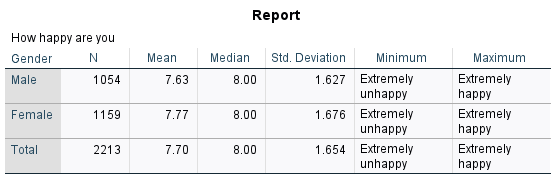 Report
How happy are you
Gender N Mean Median Std. Deviation Minimum Maximum
Male 1054 7.63 8.00 1.627 Extremely unhappy Extremely happy
Female 1159 7.77 8.00 1.676 Extremely unhappy Extremely happy
Total 2213 7.70 8.00 1.654 Extremely unhappy Extremely happy